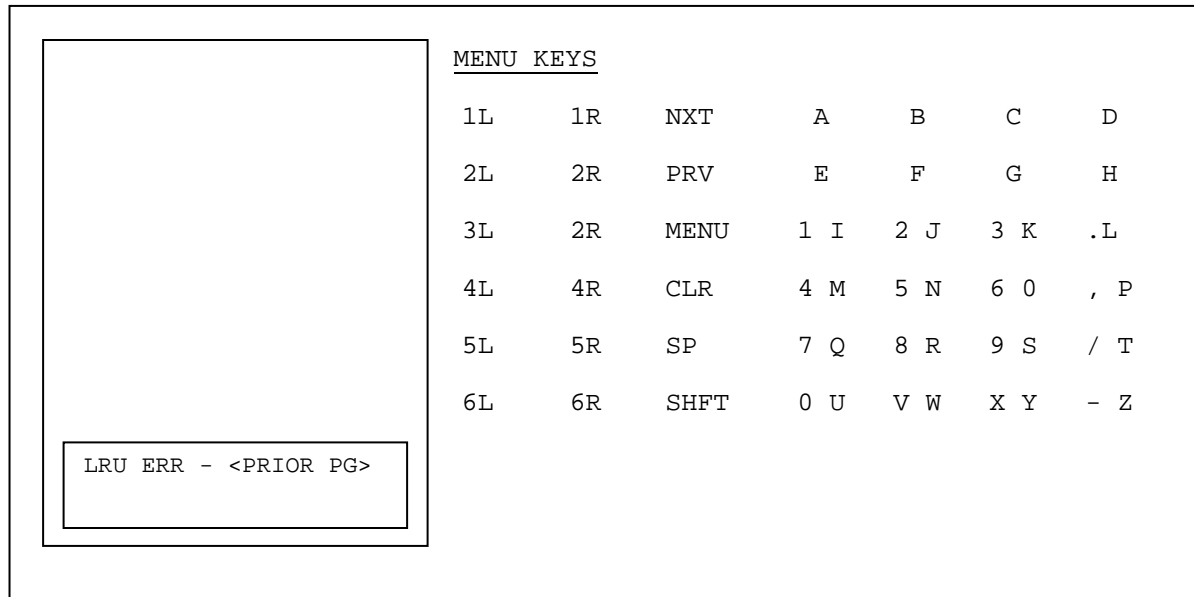 MENU KEYS
1L 1R NXT A B C D
2L 2R PRV E F G H
3L 2R MENU 1 I 2 J 3 K .L
4L 4R CLR 4 M 5 N 6 0 , P
5L 5R SP 7 Q 8 R 9 S / T
6L 6R SHFT 0 U V W X Y - Z
LRU ERR - <PRIOR PG>